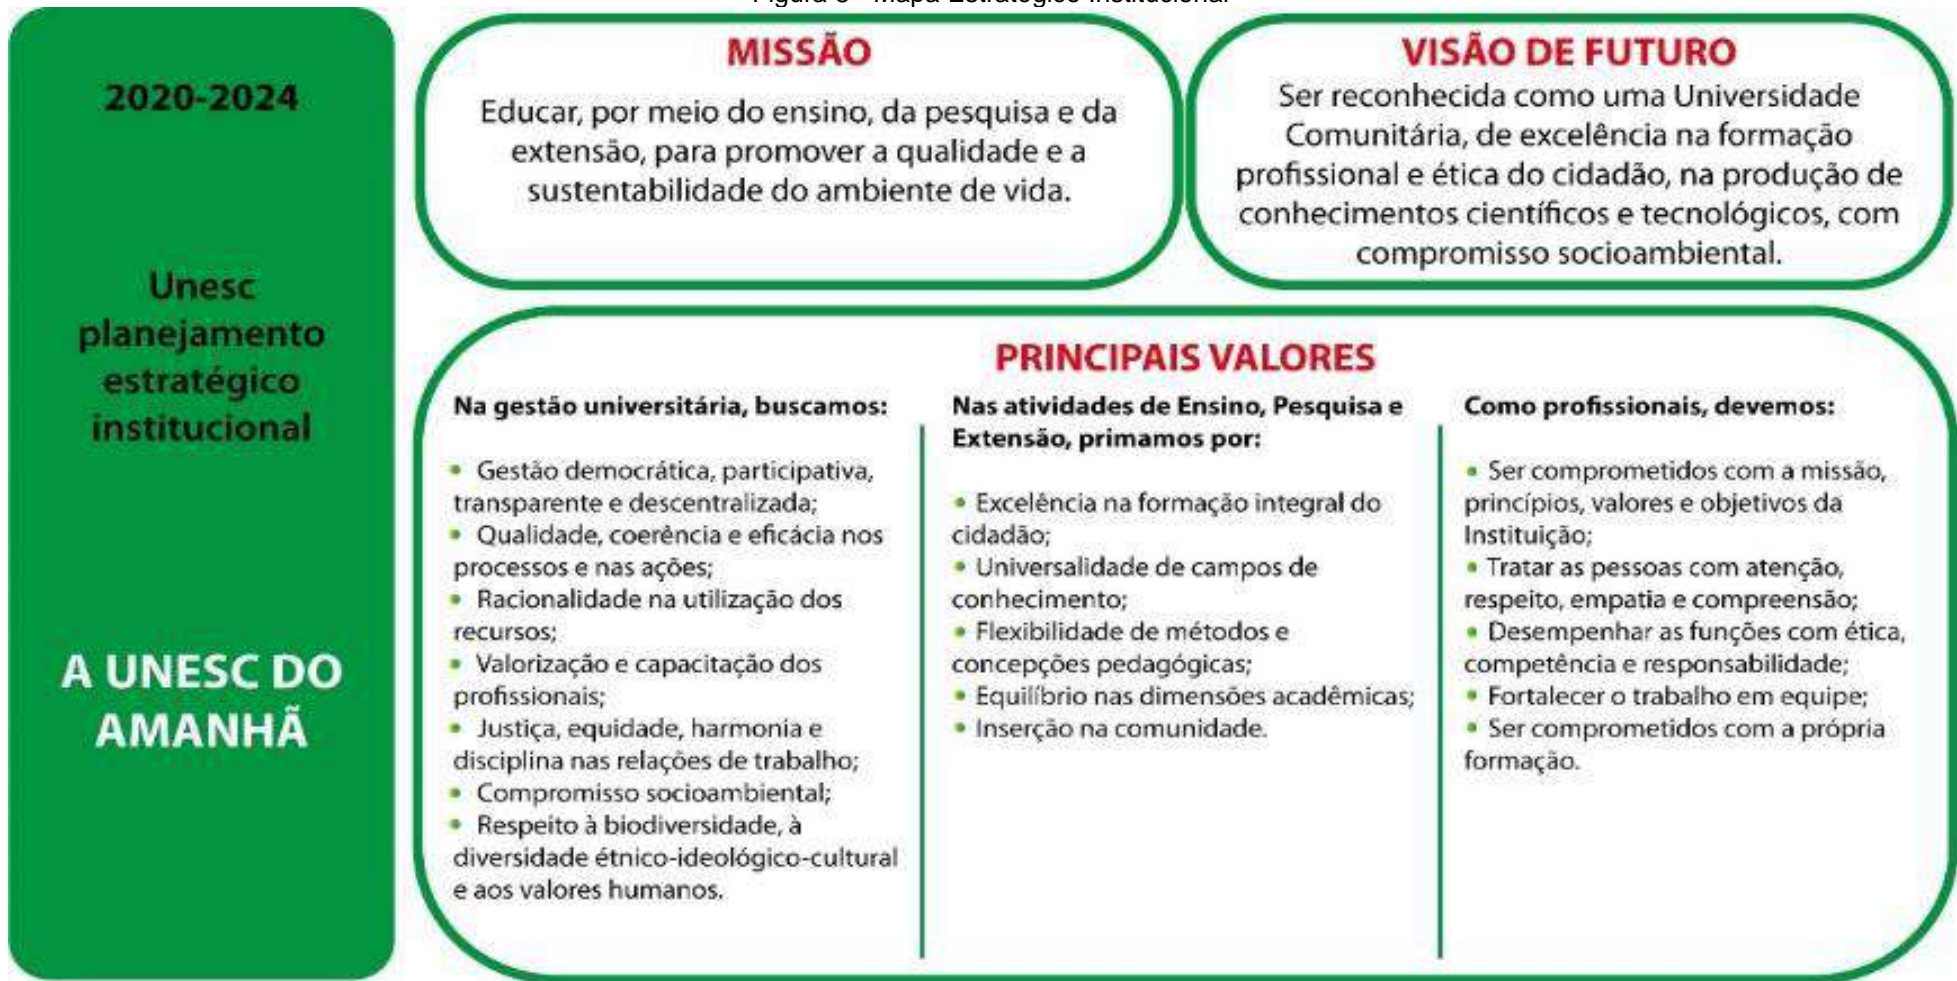 Mapa Estratégico Institucional
2020-2024
Unesc
planejamento
estratégico
institucional
A UNESC DO
AMANHÃ
MISSÃO
Educar, por meio do ensino, da pesquisa e da
extensão, para promover a qualidade e a
sustentabilidade do ambiente de vida.
VISÃO DE FUTURO
Ser reconhecida como uma Universidade
Comunitária, de excelência na formação
profissional e ética do cidadão, na produção de
conhecimentos científicos e tecnológicos, com
compromisso socioambiental.
PRINCIPAIS VALORES
Na gestão universitária, buscamos:
• Gestão democrática, participativa,
transparente e descentralizada;
• Qualidade, coerência e eficácia nos
processos e nas ações;
• Racionalidade na utilização dos
recursos;
• Valorização e capacitação dos
profissionais;
• Justiça, equidade, harmonia e
disciplina nas relações de trabalho;
• Compromisso socioambiental;
• Respeito à biodiversidade, à
diversidade étnico-ideológico-cultural
e aos valores humanos.
Nas atividades de Ensino, Pesquisa e
Extensão, primamos por:
• Excelência na formação integral do
cidadão;
• Universalidade de campos de
conhecimento;
• Flexibilidade de métodos e
concepções pedagógicas;
• Equilíbrio nas dimensões acadêmicas;
• Inserção na comunidade.
Como profissionais, devemos:
• Ser comprometidos com a missão,
princípios, valores e objetivos da
Instituição;
• Tratar as pessoas com atenção,
respeito, empatia e compreensão;
• Desempenhar as funções com ética,
competência e responsabilidade;
• Fortalecer o trabalho em equipe;
• Ser comprometidos com a própria
formação.